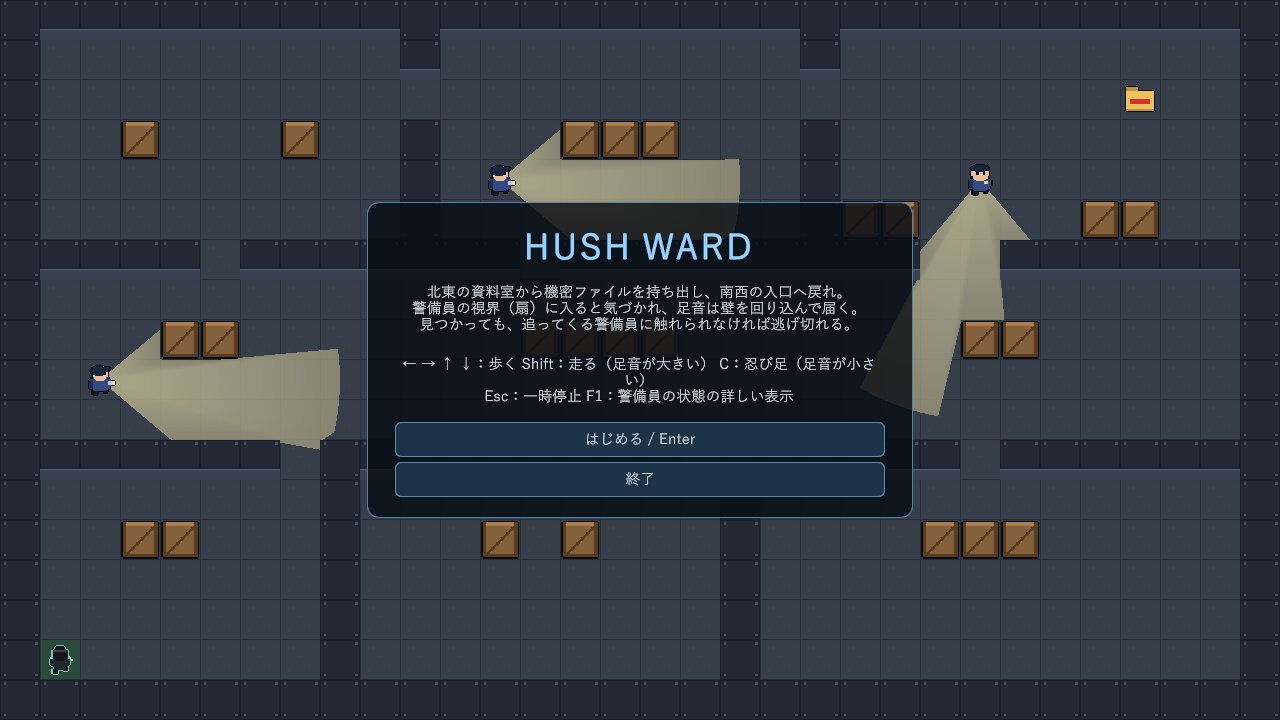 HUSH WARD
北東の資料室から機密ファイルを持ち出し、南西の入口へ戻れ。
警備員の視界（扇）に入ると気づかれ、足音は壁を回り込んで届く。
見つかっても、追ってくる警備員に触れられなければ逃げ切れる。
←→↑↓：歩く Shift：走る（足音が大きい） C：忍び足（足音が小さ
い）
Esc：一時停止 F1：警備員の状態の詳しい表示
はじめる / Enter
終了